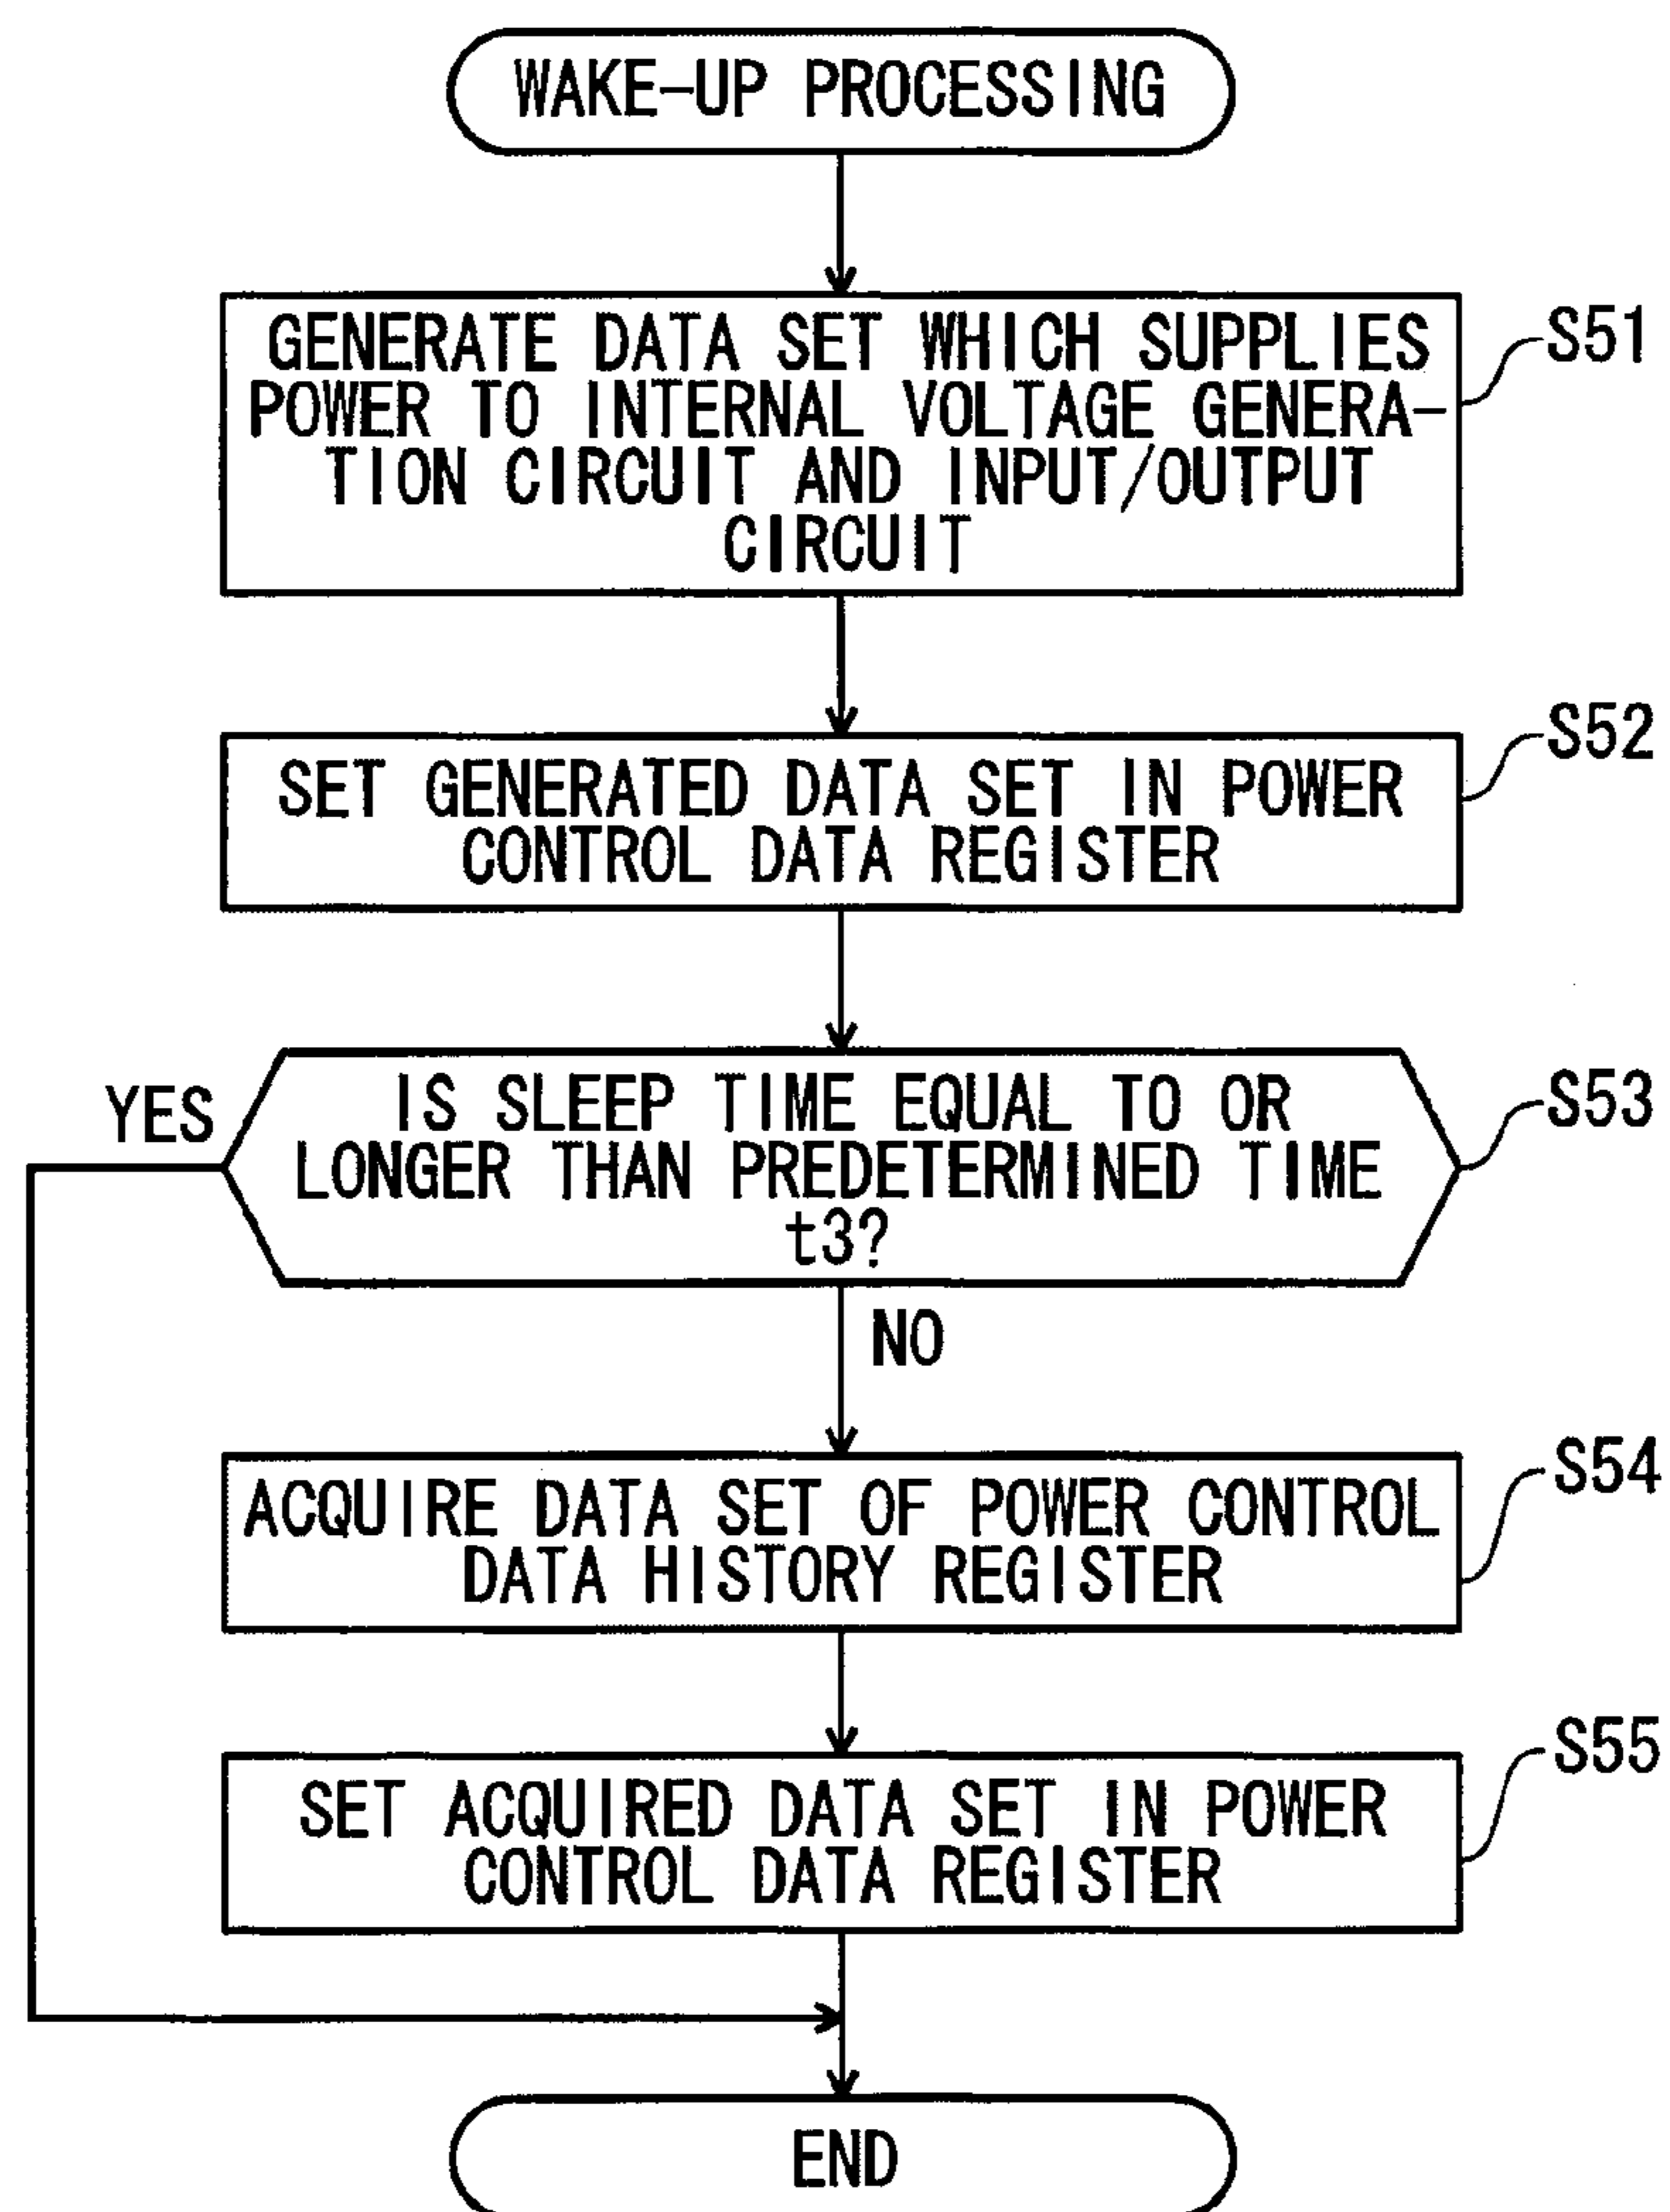 WAKE-UP PROCESSING
GENERATE DATA SET WHICH SUPPLIES
POWER TO INTERNAL VOLTAGE GENERA-
TION CIRCUIT AND INPUT/OUTPUT
CIRCUIT
S51
SET GENERATED DATA SET IN POWER
CONTROL DATA REGISTER
S52
IS SLEEP TIME EQUAL TO OR
LONGER THAN PREDETERMINED TIME
t3?
S53
YES
NO
ACQUIRE DATA SET OF POWER CONTROL
DATA HISTORY REGISTER
S54
SET ACQUIRED DATA SET IN POWER
CONTROL DATA REGISTER
S55
END